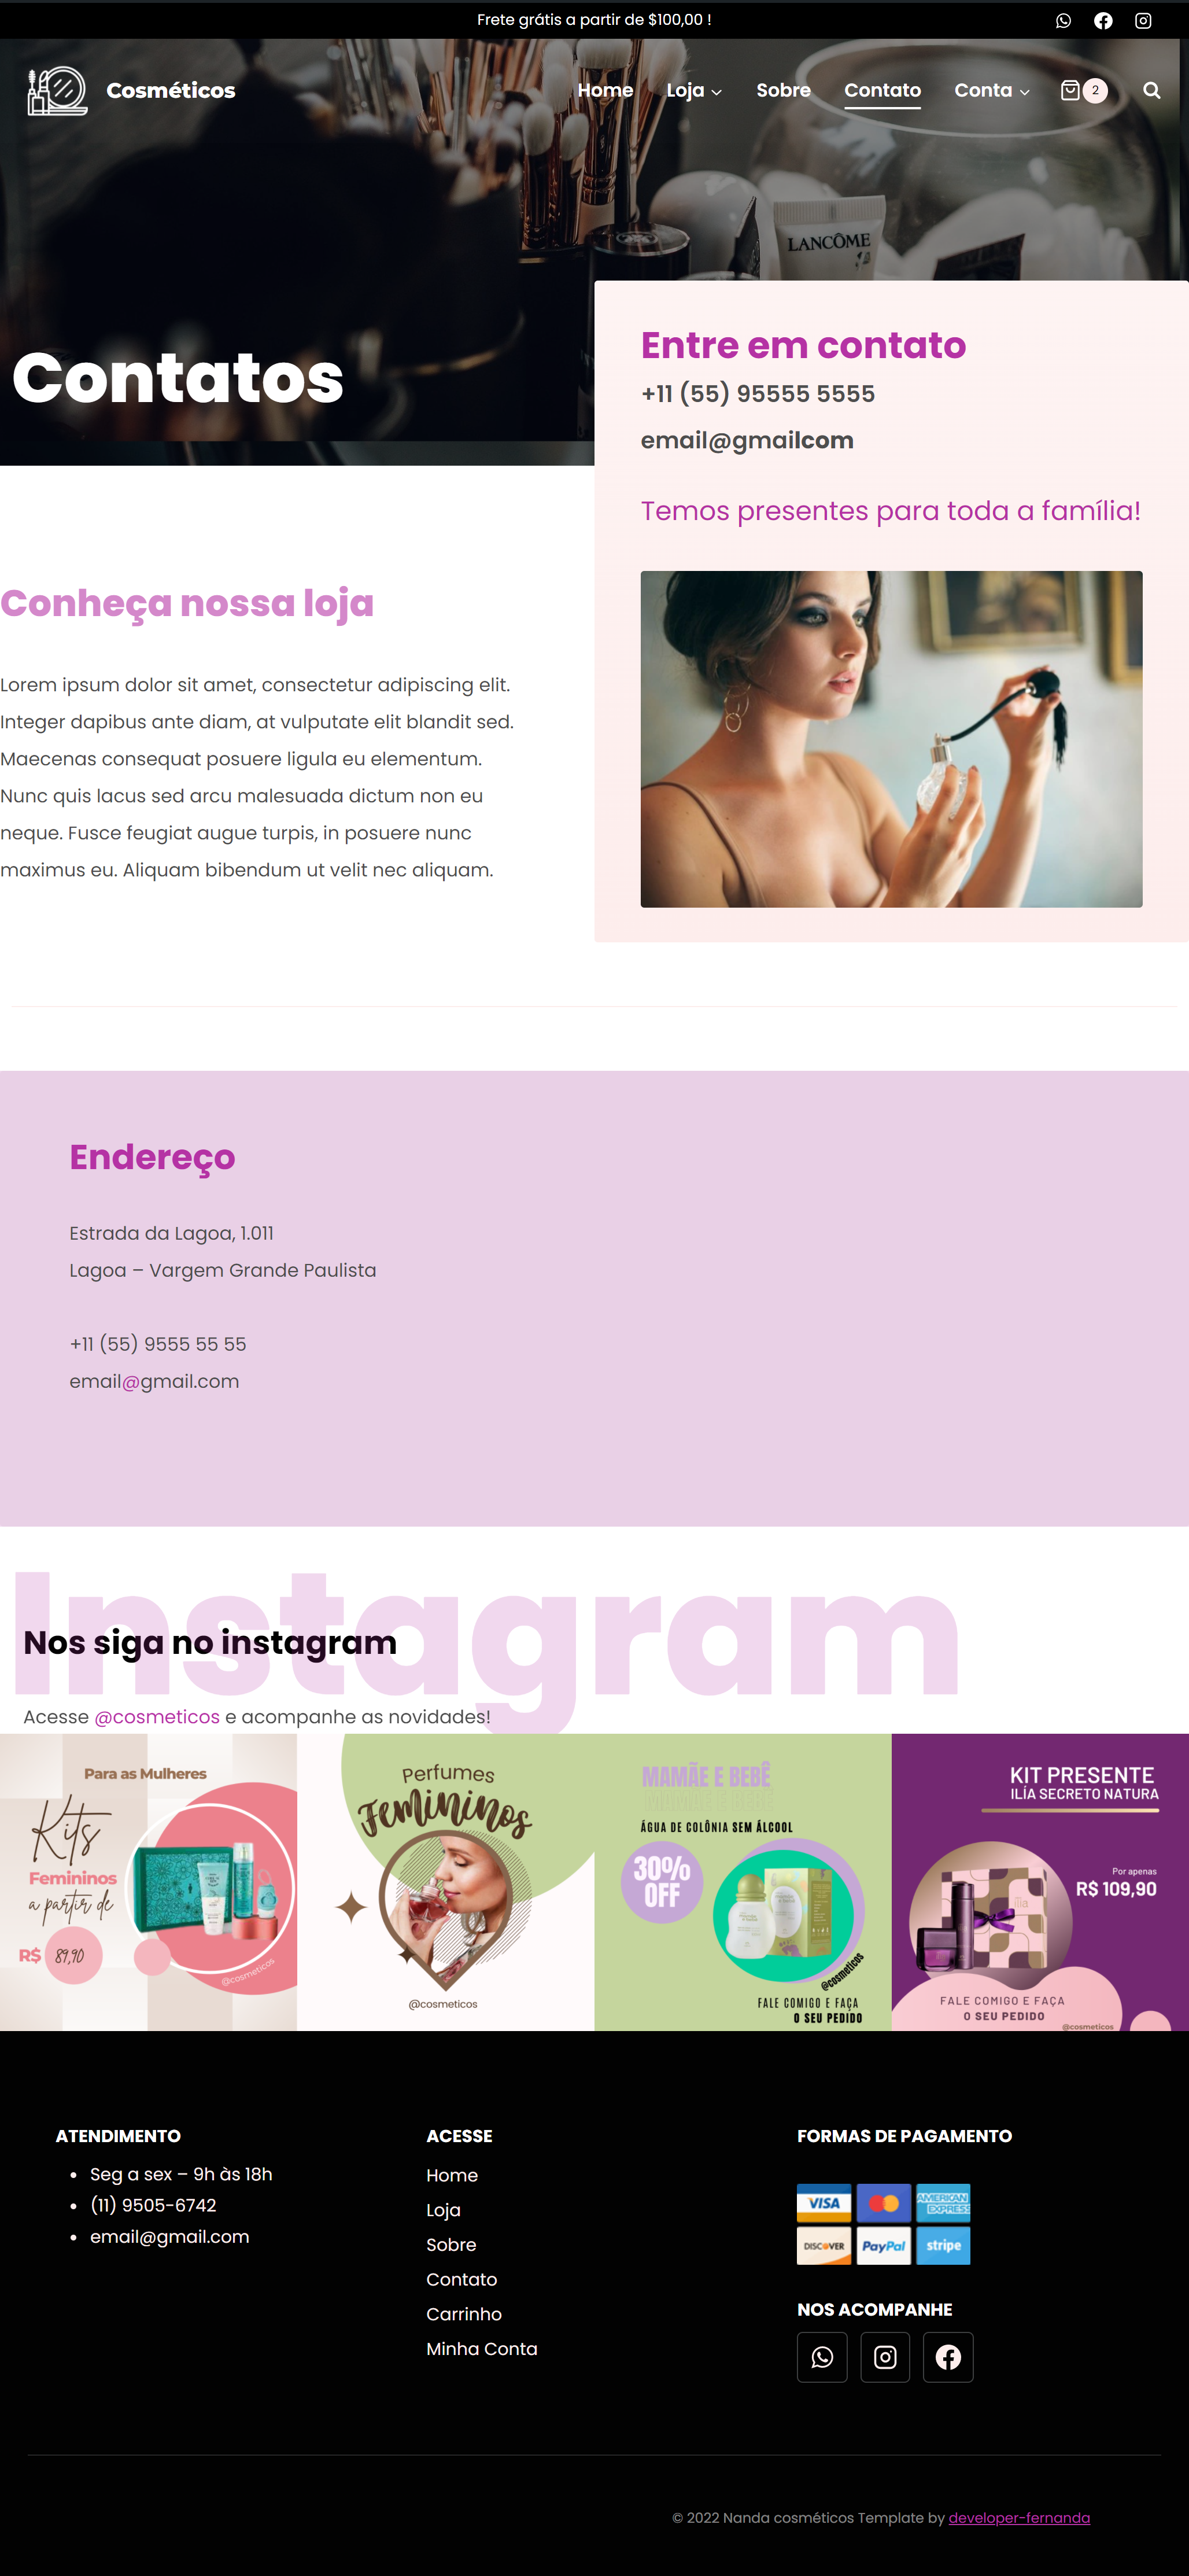 Frete grátis a partir de $100,00 !
Cosméticos
Home
Loja
Sobre
Contato
Conta
2
LANCÔME
Contatos
Entre em contato
+11 (55) 95555 5555
email@gmailcom
Temos presentes para toda a família!
Conheça nossa loja
Lorem ipsum dolor sit amet, consectetur adipiscing elit.
Integer dapibus ante diam, at vulputate elit blandit sed.
Maecenas consequat posuere ligula eu elementum.
Nunc quis lacus sed arcu malesuada dictum non eu
neque. Fusce feugiat augue turpis, in posuere nunc
maximus eu. Aliquam bibendum ut velit nec aliquam.
Endereço
Estrada da Lagoa, 1.011
Lagoa – Vargem Grande Paulista
+11 (55) 9555 55 55
email@gmail.com
Instagram
Nos siga no instagram
Acesse @cosmeticos e acompanhe as novidades!
Para as Mulheres
Kits
Femininos
a partir de
R$ 89,90
@cosmeticos
Perfumes
Femininos
@cosmeticos
MAMÃE E BEBÊ
MAMÃE E BEBÊ
ÁGUA DE COLÔNIA SEM ÁLCOOL
30%
OFF
@cosmeticos
FALE COMIGO E FAÇA
O SEU PEDIDO
KIT PRESENTE
ILÍA SECRETO NATURA
Por apenas
R$ 109,90
ilía
FALE COMIGO E FAÇA
O SEU PEDIDO
@cosmeticos
ATENDIMENTO
Seg a sex – 9h às 18h
(11) 9505-6742
email@gmail.com
ACESSE
Home
Loja
Sobre
Contato
Carrinho
Minha Conta
FORMAS DE PAGAMENTO
VISA
AMERICAN
EXPRESS
DISCOVER
PayPal
stripe
NOS ACOMPANHE
© 2022 Nanda cosméticos Template by developer-fernanda